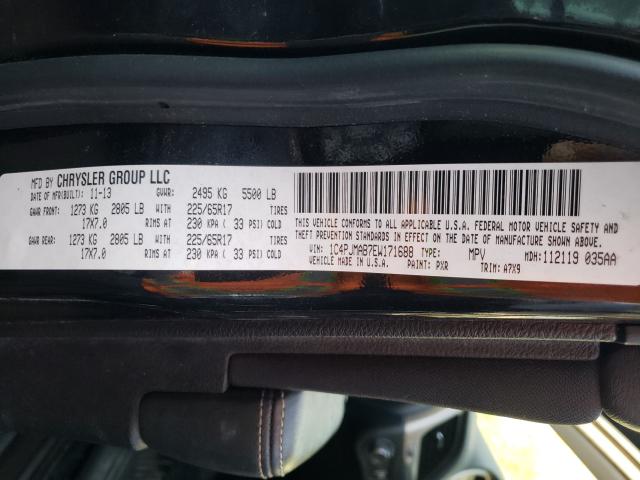 MFD BY CHRYSLER GROUP LLC
DATE OF MFR(BUILT): 11-13 GVWR: 2495 KG 5500 LB
GAWR FRONT: 1273 KG 2805 LB WITH 225/65R17 TIRES
17X7.0 RIMS AT 230 KPA ( 33 PSI) COLD
GAWR REAR: 1273 KG 2805 LB WITH 225/65R17 TIRES
17X7.0 RIMS AT 230 KPA ( 33 PSI) COLD
THIS VEHICLE CONFORMS TO ALL APPLICABLE U.S.A. FEDERAL MOTOR VEHICLE SAFETY, BUMPER AND
THEFT PREVENTION STANDARDS IN EFFECT ON THE DATE OF MANUFACTURE SHOWN ABOVE.
VIN: 1C4PJMAB7EW171688 TYPE: MPV MDH:112119 035AA
VEHICLE MADE IN U.S.A. PAINT: PXR TRIM: A7X9